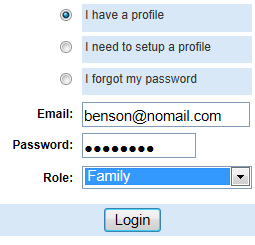 I have a profile
I need to setup a profile
I forgot my password
Email: benson@nomail.com
Password: ●●●●●●●●
Role: Family
Login